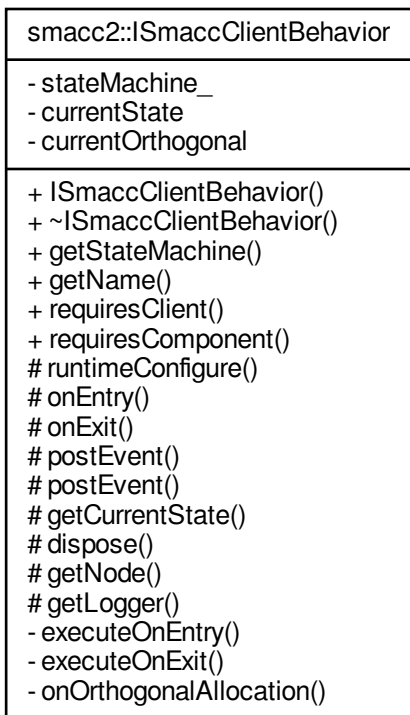 smacc2::ISmaccClientBehavior
- stateMachine_
- currentState
- currentOrthogonal
+ ISmaccClientBehavior()
+ ~ISmaccClientBehavior()
+ getStateMachine()
+ getName()
+ requiresClient()
+ requiresComponent()
# runtimeConfigure()
# onEntry()
# onExit()
# postEvent()
# postEvent()
# getCurrentState()
# dispose()
# getNode()
# getLogger()
- executeOnEntry()
- executeOnExit()
- onOrthogonalAllocation()